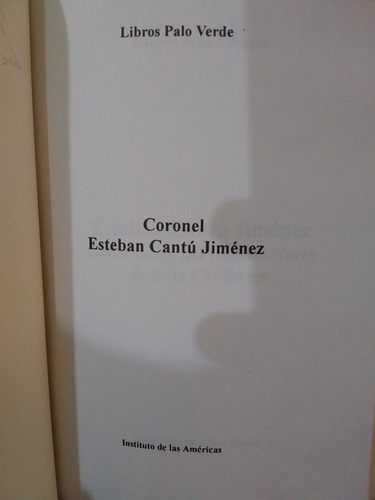 Libros Palo Verde
Coronel
Esteban Cantú Jiménez
Instituto de las Américas